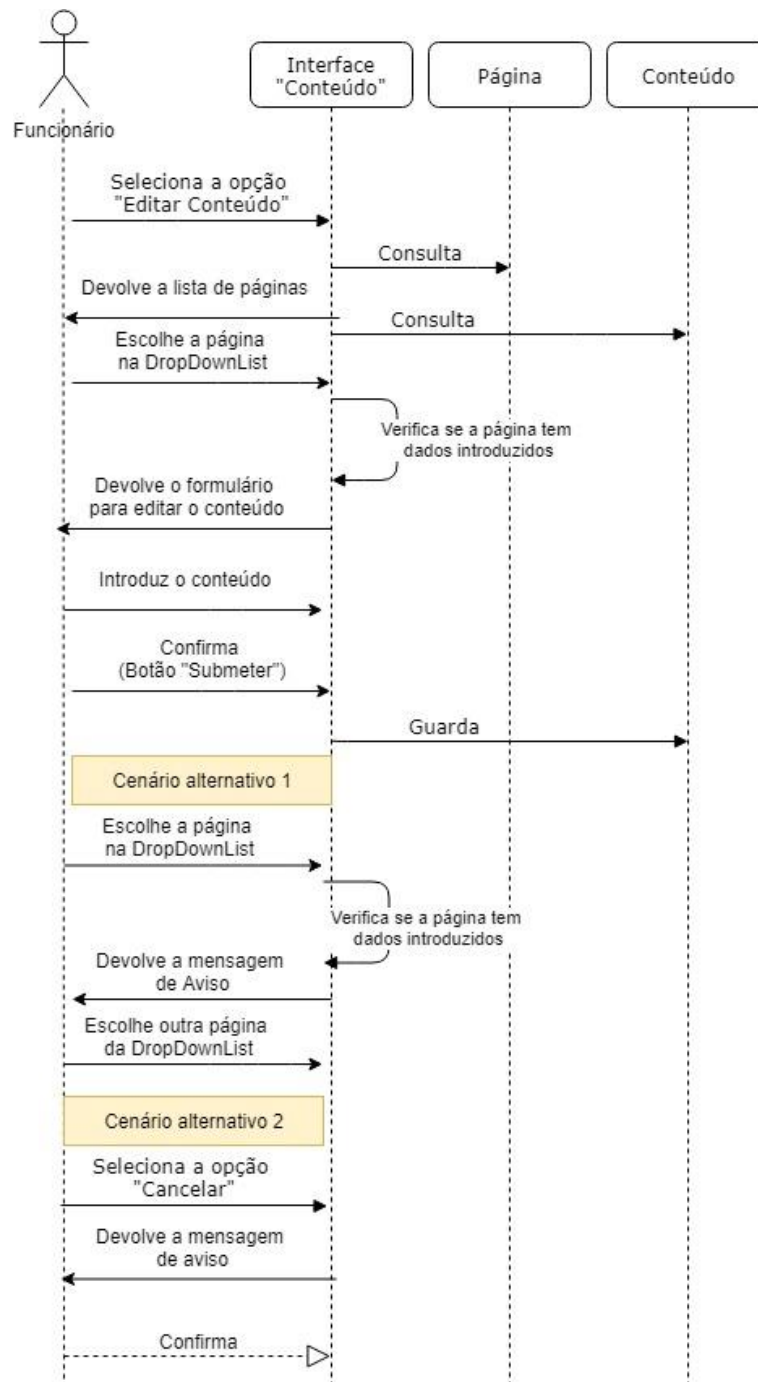 Interface
"Conteúdo"
Página
Conteúdo
Funcionário
Seleciona a opção
"Editar Conteúdo"
Consulta
Devolve a lista de páginas
Consulta
Escolhe a página
na DropDownList
Verifica se a página tem
dados introduzidos
Devolve o formulário
para editar o conteúdo
Introduz o conteúdo
Confirma
(Botão "Submeter")
Guarda
Cenário alternativo 1
Escolhe a página
na DropDownList
Verifica se a página tem
dados introduzidos
Devolve a mensagem
de Aviso
Escolhe outra página
da DropDownList
Cenário alternativo 2
Seleciona a opção
"Cancelar"
Devolve a mensagem
de aviso
Confirma